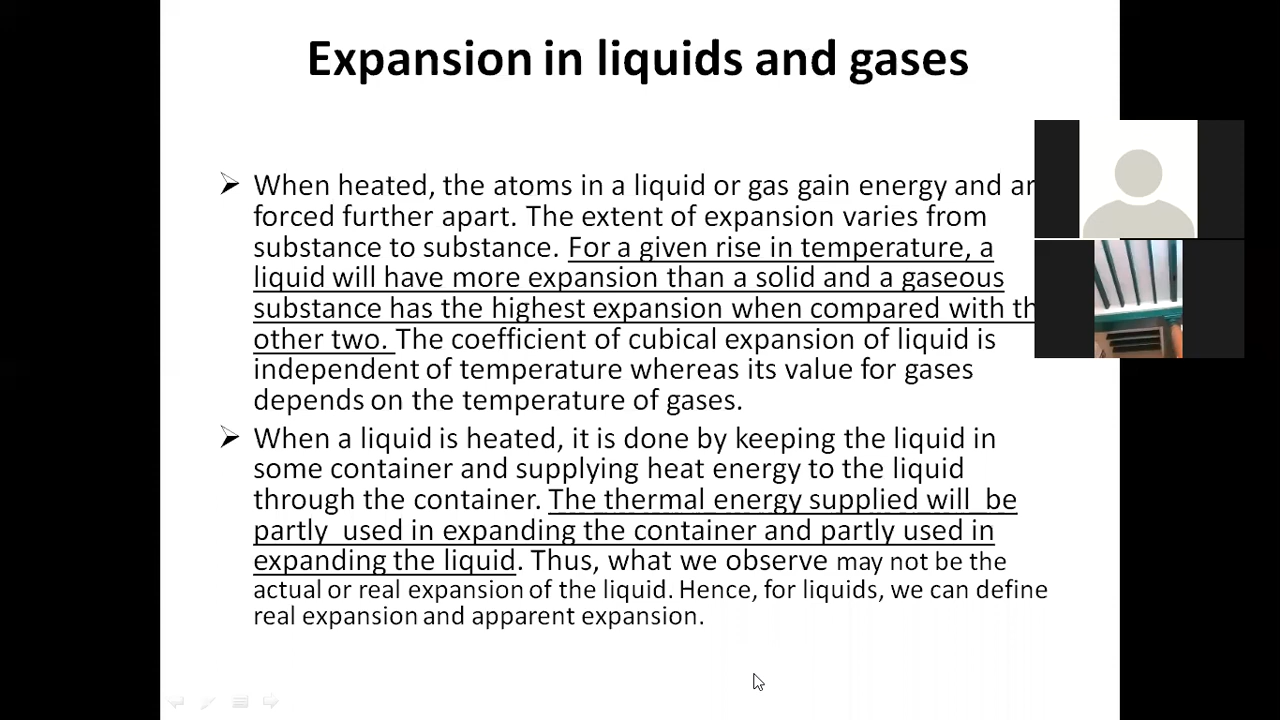 Expansion in liquids and gases
➢ When heated, the atoms in a liquid or gas gain energy and ar
forced further apart. The extent of expansion varies from
substance to substance. For a given rise in temperature, a
liquid will have more expansion than a solid and a gaseous
substance has the highest expansion when compared with th
other two. The coefficient of cubical expansion of liquid is
independent of temperature whereas its value for gases
depends on the temperature of gases.
➢ When a liquid is heated, it is done by keeping the liquid in
some container and supplying heat energy to the liquid
through the container. The thermal energy supplied will be
partly used in expanding the container and partly used in
expanding the liquid. Thus, what we observe may not be the
actual or real expansion of the liquid. Hence, for liquids, we can define
real expansion and apparent expansion.